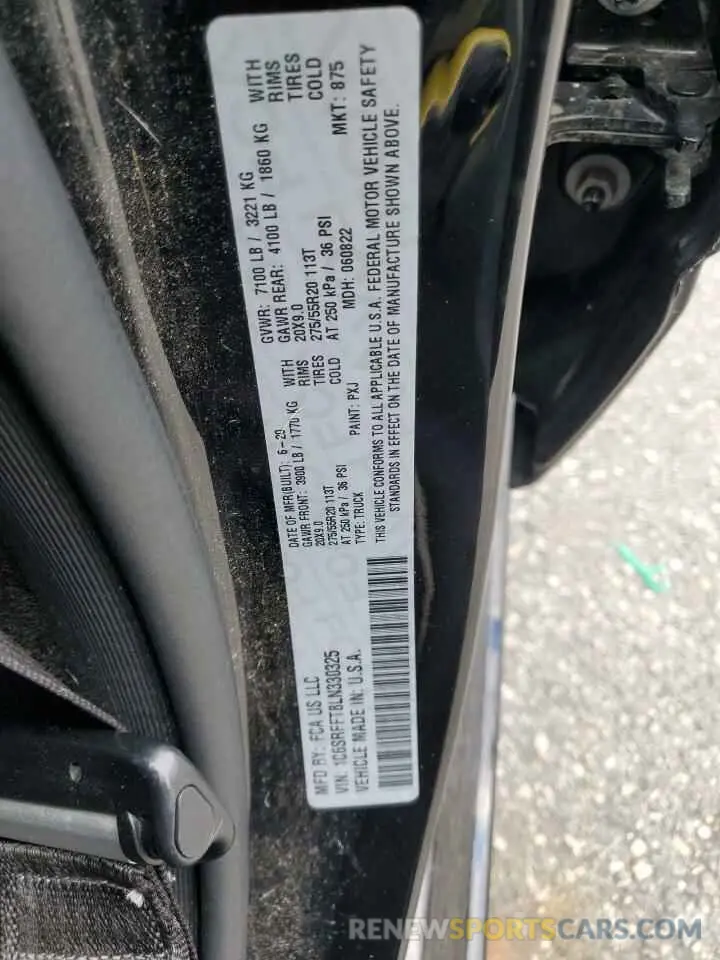 MFD BY: FCA US LLC
DATE OF MFR(BUILT): 6-20
GVWR: 7100 LB / 3221 KG
VIN: 1C6SRFFT8LN330325
GAWR FRONT: 3900 LB / 1770 KG WITH
20X9.0 RIMS
275/55R20 113T TIRES
AT 250 kPa / 36 PSI COLD
GAWR REAR: 4100 LB / 1860 KG WITH
20X9.0 RIMS
275/55R20 113T TIRES
AT 250 kPa / 36 PSI COLD
VEHICLE MADE IN: U.S.A.
TYPE: TRUCK PAINT: PXJ MDH: 060822 MKT: 875
THIS VEHICLE CONFORMS TO ALL APPLICABLE U.S.A. FEDERAL MOTOR VEHICLE SAFETY
STANDARDS IN EFFECT ON THE DATE OF MANUFACTURE SHOWN ABOVE.
RENEWSPORTSCARS.COM